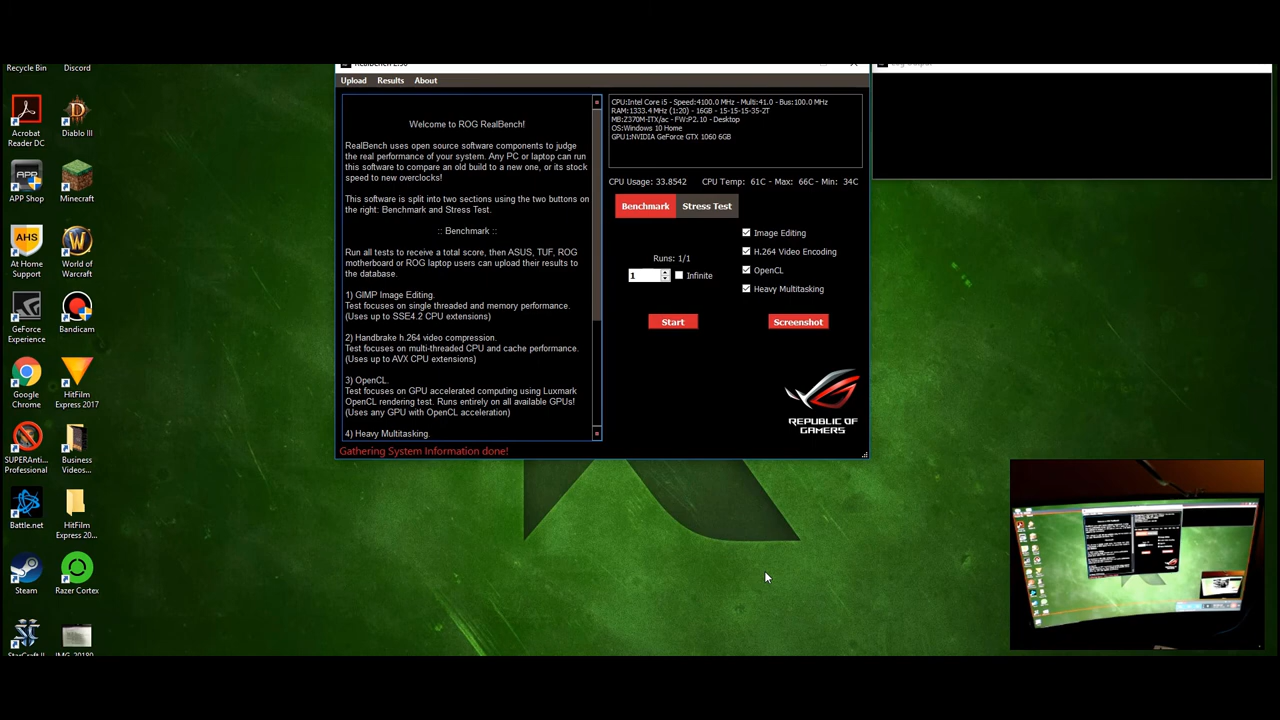 Recycle Bin
Discord
Acrobat
Reader DC
Diablo III
APP Shop
Minecraft
At Home
Support
World of
Warcraft
GeForce
Experience
Bandicam
Google
Chrome
HitFilm
Express 2017
SUPERAnti...
Professional
Business
Videos...
Battle.net
HitFilm
Express 20...
Steam
Razer Cortex
StarCraft II
Upload Results About
Welcome to ROG RealBench!
RealBench uses open source software components to judge
the real performance of your system. Any PC or laptop can run
this software to compare an old build to a new one, or its stock
speed to new overclocks!
This software is split into two sections using the two buttons on
the right: Benchmark and Stress Test.
:: Benchmark ::
Run all tests to receive a total score, then ASUS, TUF, ROG
motherboard or ROG laptop users can upload their results to
the database.
1) GIMP Image Editing.
Test focuses on single threaded and memory performance.
(Uses up to SSE4.2 CPU extensions)
2) Handbrake h.264 video compression.
Test focuses on multi-threaded CPU and cache performance.
(Uses up to AVX CPU extensions)
3) OpenCL.
Test focuses on GPU accelerated computing using Luxmark
OpenCL rendering test. Runs entirely on all available GPUs!
(Uses any GPU with OpenCL acceleration)
4) Heavy Multitasking.
Gathering System Information done!
CPU:Intel Core i5 - Speed:4100.0 MHz - Multi:41.0 - Bus:100.0 MHz
RAM:1333.4 MHz (1:20) - 16GB - 15-15-15-35-2T
MB:Z370M-ITX/ac - FW:P2.10 - Desktop
OS:Windows 10 Home
GPU1:NVIDIA GeForce GTX 1060 6GB
CPU Usage: 33.8542 CPU Temp: 61C - Max: 66C - Min: 34C
Benchmark Stress Test
Runs: 1/1
1 Infinite
Image Editing
H.264 Video Encoding
OpenCL
Heavy Multitasking
Start Screenshot
REPUBLIC OF
GAMERS